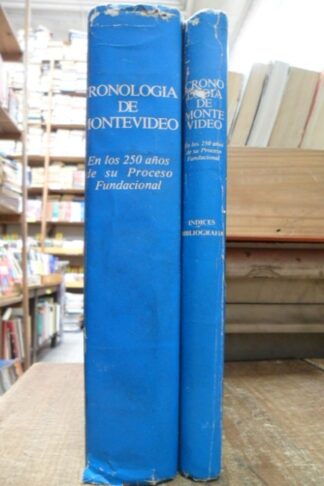 RONOLOGIA
DE
MONTEVIDEO
En los 250 años
de su Proceso
Fundacional
CRONO
LOGIA
DE
MONTE
VIDEO
En los 250 años
de su Proceso
Fundacional
INDICES
BIBLIOGRAFIA